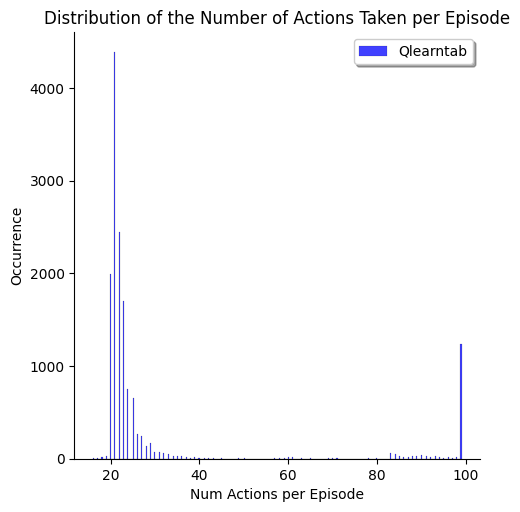 Distribution of the Number of Actions Taken per Episode
Qlearntab
4000
3000
2000
1000
0
Occurrence
20 40 60 80 100
Num Actions per Episode